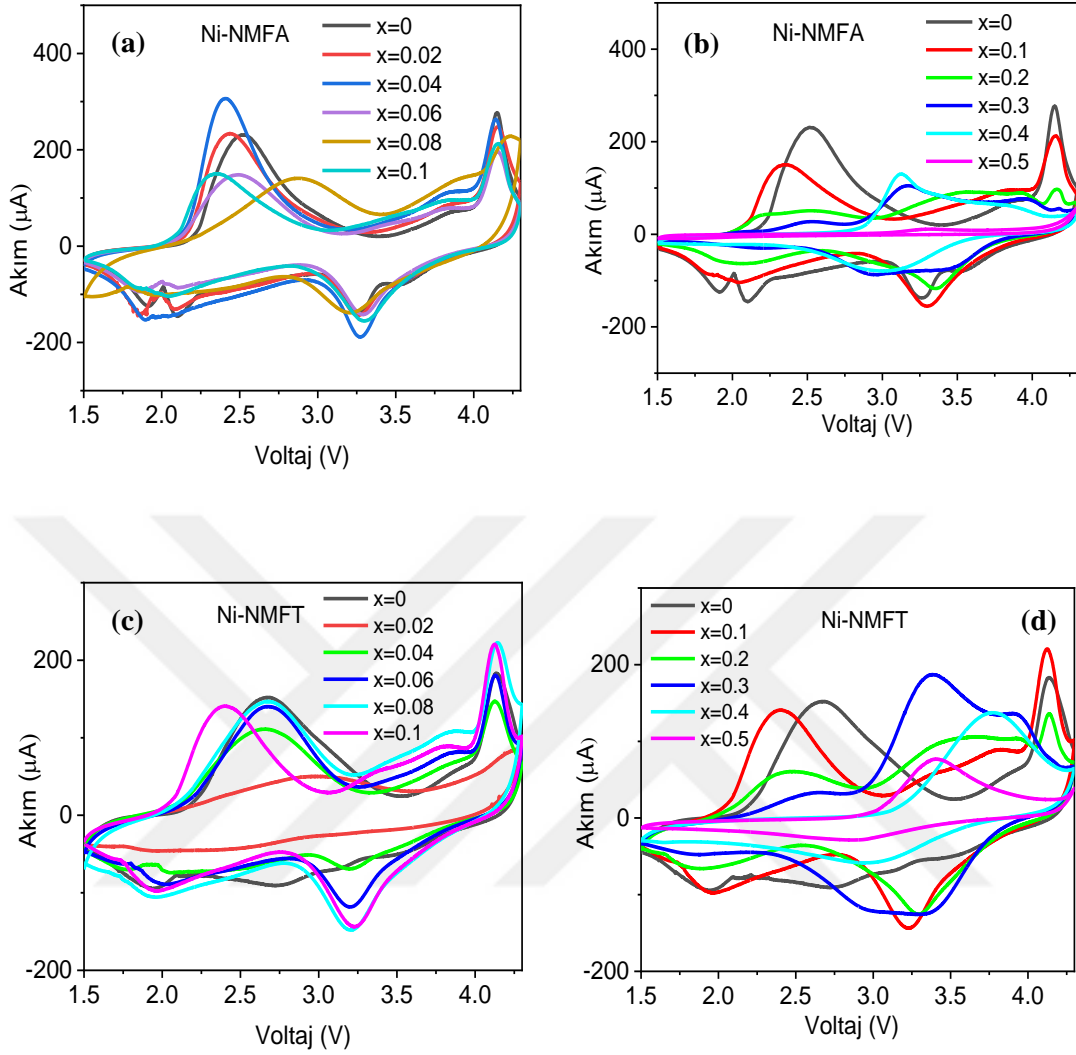 (a)
Ni-NMFA
x=0
x=0.02
x=0.04
x=0.06
x=0.08
x=0.1
400
200
0
-200
Akım (µA)
1.5 2.0 2.5 3.0 3.5 4.0
Voltaj (V)
(b)
Ni-NMFA
x=0
x=0.1
x=0.2
x=0.3
x=0.4
x=0.5
400
200
0
-200
Akım (µA)
1.5 2.0 2.5 3.0 3.5 4.0
Voltaj (V)
(c)
Ni-NMFT
x=0
x=0.02
x=0.04
x=0.06
x=0.08
x=0.1
200
0
-200
Akım (µA)
1.5 2.0 2.5 3.0 3.5 4.0
Voltaj (V)
x=0
x=0.1
x=0.2
x=0.3
x=0.4
x=0.5
Ni-NMFT
(d)
200
0
-200
Akım (µA)
1.5 2.0 2.5 3.0 3.5 4.0
Voltaj (V)